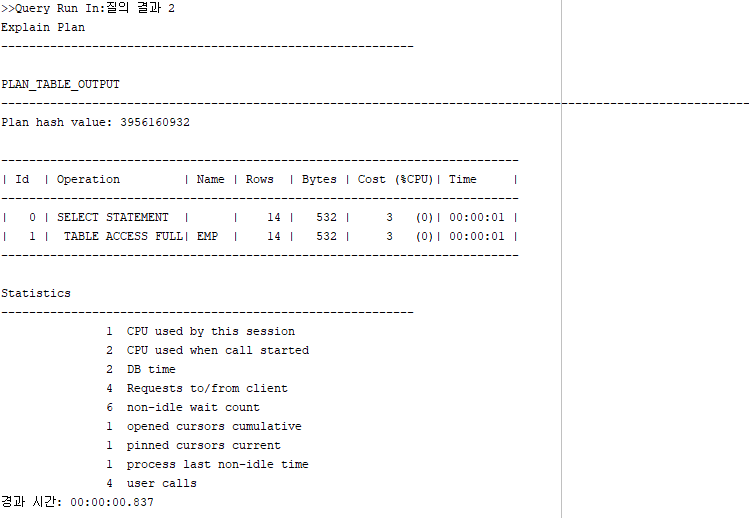 >>Query Run In:질의 결과 2
Explain Plan
-----------------------------------------------------------

PLAN_TABLE_OUTPUT
-----------------------------------------------------------------------------------------------------------
Plan hash value: 3956160932

--------------------------------------------------------------------------
| Id  | Operation         | Name | Rows  | Bytes | Cost (%CPU)| Time     |
--------------------------------------------------------------------------
|   0 | SELECT STATEMENT  |      |    14 |   532 |     3   (0)| 00:00:01 |
|   1 |  TABLE ACCESS FULL| EMP  |    14 |   532 |     3   (0)| 00:00:01 |
--------------------------------------------------------------------------

Statistics
-----------------------------------------------------------
               1  CPU used by this session
               2  CPU used when call started
               2  DB time
               4  Requests to/from client
               6  non-idle wait count
               1  opened cursors cumulative
               1  pinned cursors current
               1  process last non-idle time
               4  user calls
경과 시간: 00:00:00.837